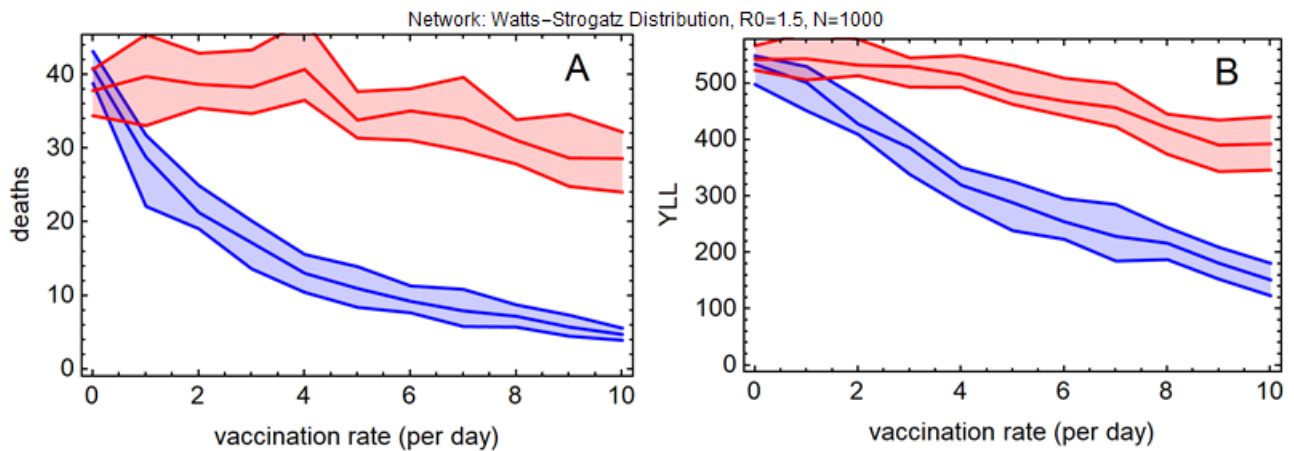 Network: Watts–Strogatz Distribution, R0=1.5, N=1000
A
deaths
40
30
20
10
0
0 2 4 6 8 10
vaccination rate (per day)
B
YLL
500
400
300
200
100
0
0 2 4 6 8 10
vaccination rate (per day)